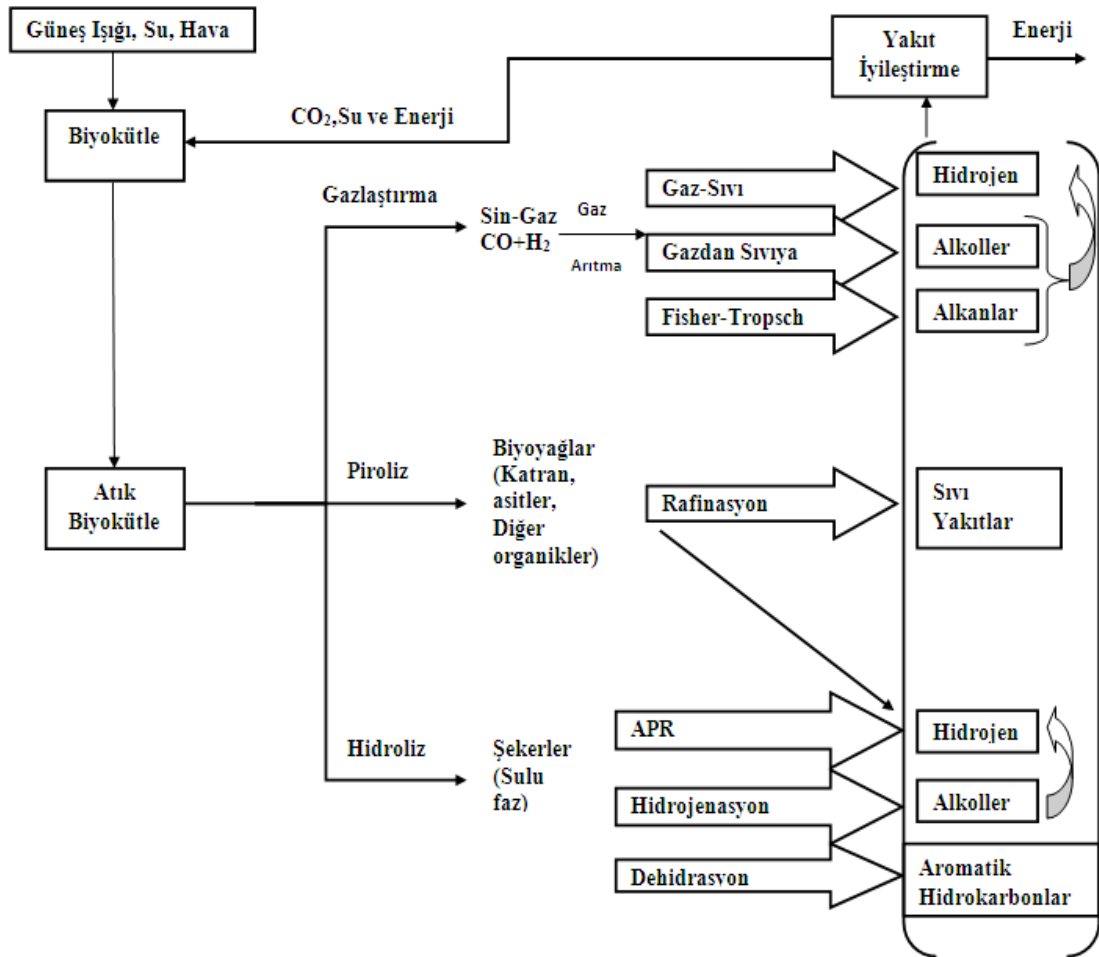 Güneş Işığı, Su, Hava
Yakıt
İyileştirme
Enerji
CO₂,Su ve Enerji
Biyokütle
Gazlaştırma
Sin-Gaz
CO+H₂
Gaz
Arıtma
Gaz-Sıvı
Gazdan Sıvıya
Fisher-Tropsch
Hidrojen
Alkoller
Alkanlar
Atık
Biyokütle
Piroliz
Biyoyağlar
(Katran,
asitler,
Diğer
organikler)
Rafinasyon
Sıvı
Yakıtlar
Hidroliz
Şekerler
(Sulu
faz)
APR
Hidrojenasyon
Dehidrasyon
Hidrojen
Alkoller
Aromatik
Hidrokarbonlar